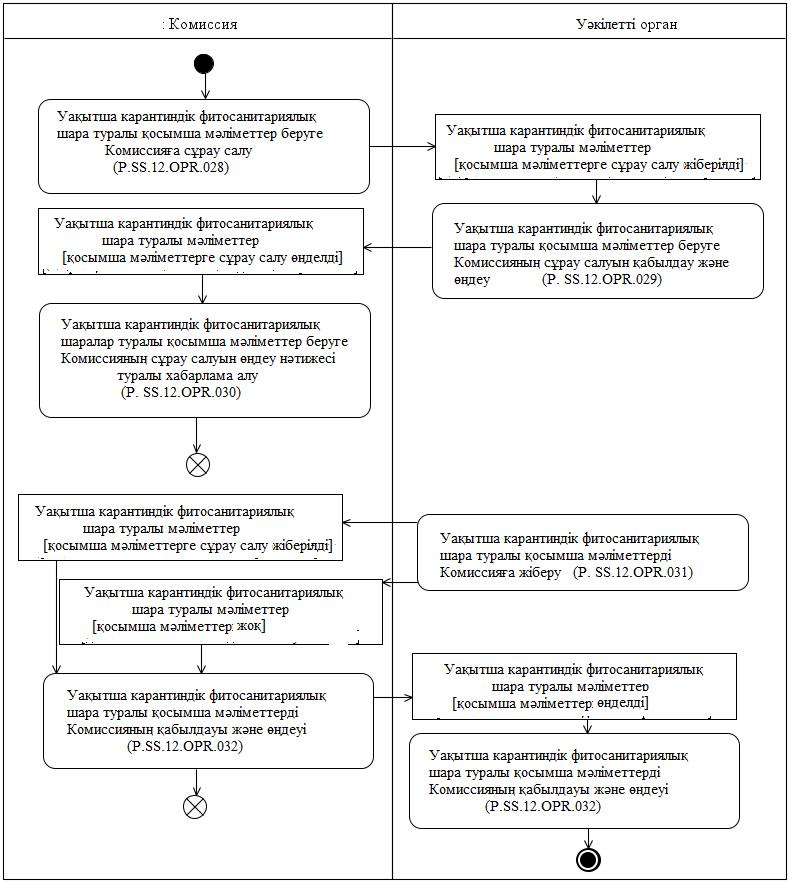 : Комиссия
Уәкілетті орган
Уақытша карантиндік фитосанитариялық
шара туралы қосымша мәліметтер беруге
Комиссияға сұрау салу
(P.SS.12.OPR.028)
Уақытша карантиндік фитосанитариялық
шара туралы мәліметтер
[қосымша мәліметтерге сұрау салу жіберілді]
Уақытша карантиндік фитосанитариялық
шара туралы мәліметтер
[қосымша мәліметтерге сұрау салу өңделді]
Уақытша карантиндік фитосанитариялық
шара туралы қосымша мәліметтер беруге
Комиссияның сұрау салуын қабылдау және
өңдеу (P. SS.12.OPR.029)
Уақытша карантиндік фитосанитариялық
шаралар туралы қосымша мәліметтер беруге
Комиссияның сұрау салуын өңдеу нәтижесі
туралы хабарлама алу
(P. SS.12.OPR.030)
Уақытша карантиндік фитосанитариялық
шара туралы мәліметтер
[қосымша мәліметтерге сұрау салу жіберілді]
Уақытша карантиндік фитосанитариялық
шара туралы қосымша мәліметтерді
Комиссияға жіберу (P. SS.12.OPR.031)
Уақытша карантиндік фитосанитариялық
шара туралы мәліметтер
[қосымша мәліметтер: жоқ]
Уақытша карантиндік фитосанитариялық
шара туралы мәліметтер
[қосымша мәліметтер: өңделді]
Уақытша карантиндік фитосанитариялық
шара туралы қосымша мәліметтерді
Комиссияның қабылдауы және өңдеуі
(P.SS.12.OPR.032)
Уақытша карантиндік фитосанитариялық
шара туралы қосымша мәліметтерді
Комиссияның қабылдауы және өңдеуі
(P.SS.12.OPR.032)